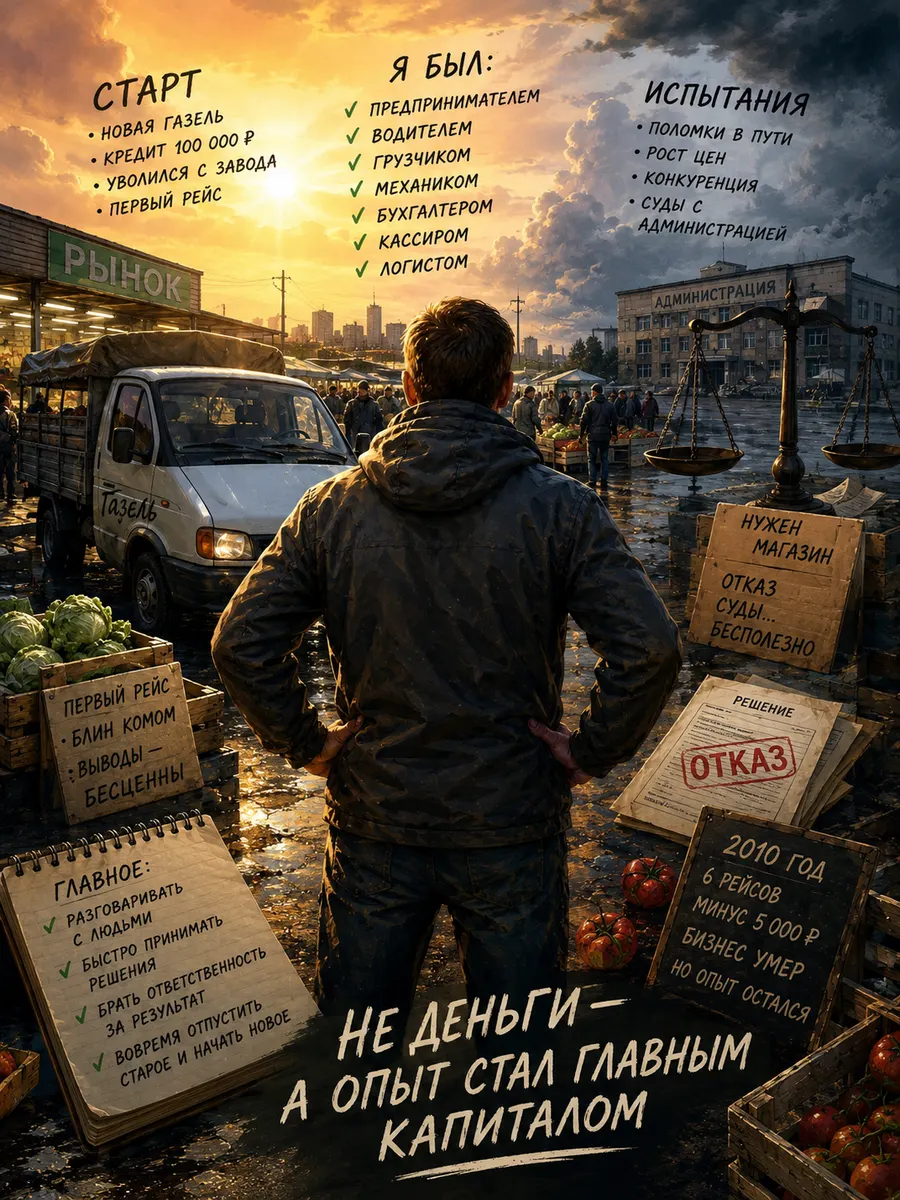 СТАРТ
• НОВАЯ ГАЗЕЛЬ
• КРЕДИТ 100 000 ₽
• УВОЛИЛСЯ С ЗАВОДА
• ПЕРВЫЙ РЕЙС
Я БЫЛ:
✓ ПРЕДПРИНИМАТЕЛЕМ
✓ ВОДИТЕЛЕМ
✓ ГРУЗЧИКОМ
✓ МЕХАНИКОМ
✓ БУХГАЛТЕРОМ
✓ КАССИРОМ
✓ ЛОГИСТОМ
ИСПЫТАНИЯ
• ПОЛОМКИ В ПУТИ
• РОСТ ЦЕН
• КОНКУРЕНЦИЯ
• СУДЫ С
АДМИНИСТРАЦИЕЙ
РЫНОК
АДМИНИСТРАЦИЯ
Газель
НУЖЕН
МАГАЗИН
ОТКАЗ
СУДЫ...
БЕСПОЛЕЗНО
ПЕРВЫЙ РЕЙС
• БЛИН КОМОМ
• ВЫВОДЫ –
БЕСЦЕННЫ
РЕШЕНИЕ
ОТКАЗ
ГЛАВНОЕ:
✓ РАЗГОВАРИВАТЬ
С ЛЮДЬМИ
✓ БЫСТРО ПРИНИМАТЬ
РЕШЕНИЯ
✓ БРАТЬ ОТВЕТСТВЕННОСТЬ
ЗА РЕЗУЛЬТАТ
✓ ВОВРЕМЯ ОТПУСТИТЬ
СТАРОЕ И НАЧАТЬ НОВОЕ
2010 ГОД
6 РЕЙСОВ
МИНУС 5 000 ₽
БИЗНЕС УМЕР
НО ОПЫТ ОСТАЛСЯ
НЕ ДЕНЬГИ –
А ОПЫТ СТАЛ ГЛАВНЫМ
КАПИТАЛОМ